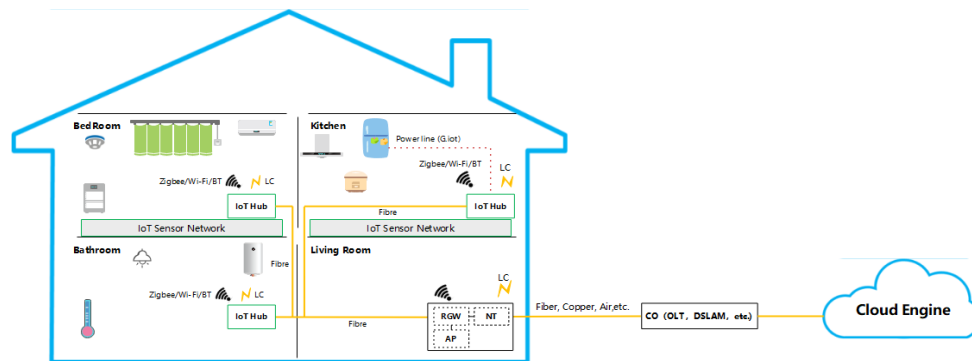 BedRoom
Kitchen
Power line (G.iot)
Zigbee/Wi-Fi/BT
LC
Zigbee/Wi-Fi/BT
LC
IoT Hub
Fibre
IoT Hub
IoT Sensor Network
IoT Sensor Network
Bathroom
Living Room
Fibre
LC
Zigbee/Wi-Fi/BT
LC
IoT Hub
Fibre
RGW
NT
AP
Fiber, Copper, Air,etc.
CO（OLT，DSLAM，etc.）
Cloud Engine